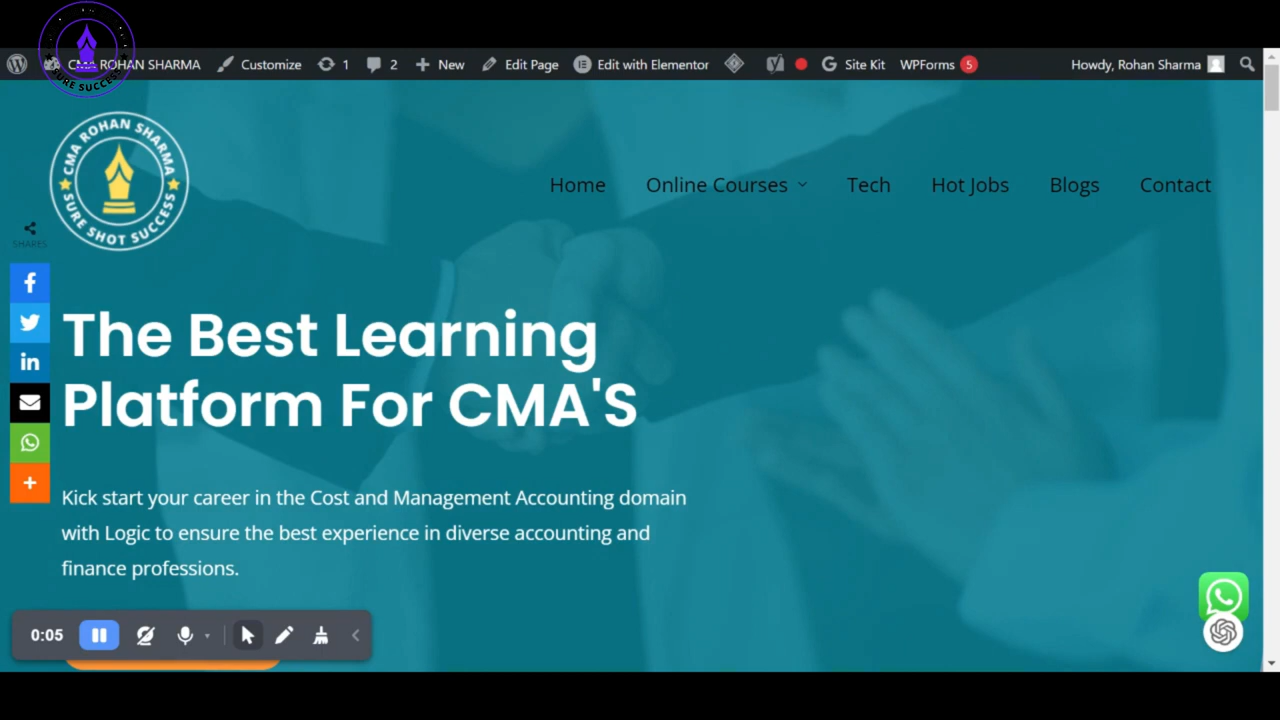 CMA ROHAN SHARMA
Customize
1
2
New
Edit Page
Edit with Elementor
Site Kit
WPForms 5
Howdy, Rohan Sharma
SURE SUCCESS
CMA ROHAN SHARMA
SURE SHOT SUCCESS
Home
Online Courses
Tech
Hot Jobs
Blogs
Contact
SHARES
The Best Learning
Platform For CMA'S
Kick start your career in the Cost and Management Accounting domain
with Logic to ensure the best experience in diverse accounting and
finance professions.
0:05